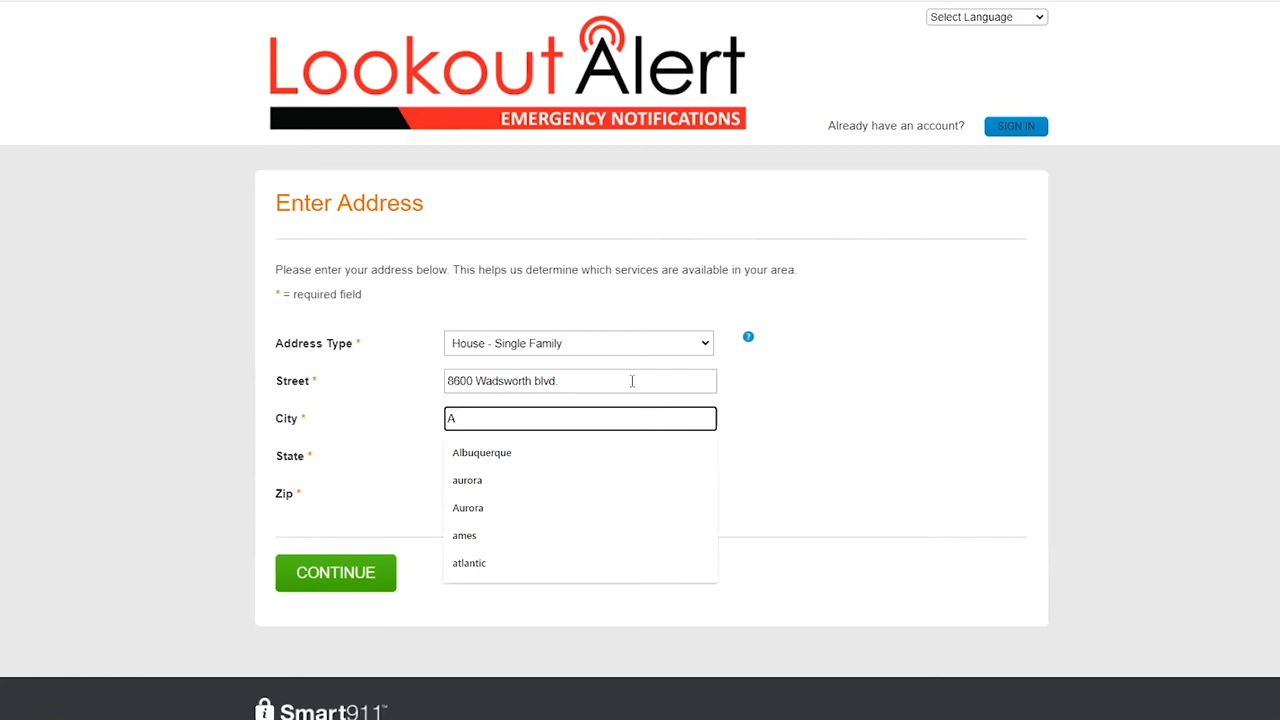 Select Language
Lookout Alert
EMERGENCY NOTIFICATIONS
Already have an account? SIGN IN
Enter Address
Please enter your address below. This helps us determine which services are available in your area.
* = required field
Address Type * House - Single Family ?
Street * 8600 Wadsworth blvd.
City * A
State *
Zip *
Albuquerque
aurora
Aurora
ames
atlantic
CONTINUE
Smart911™